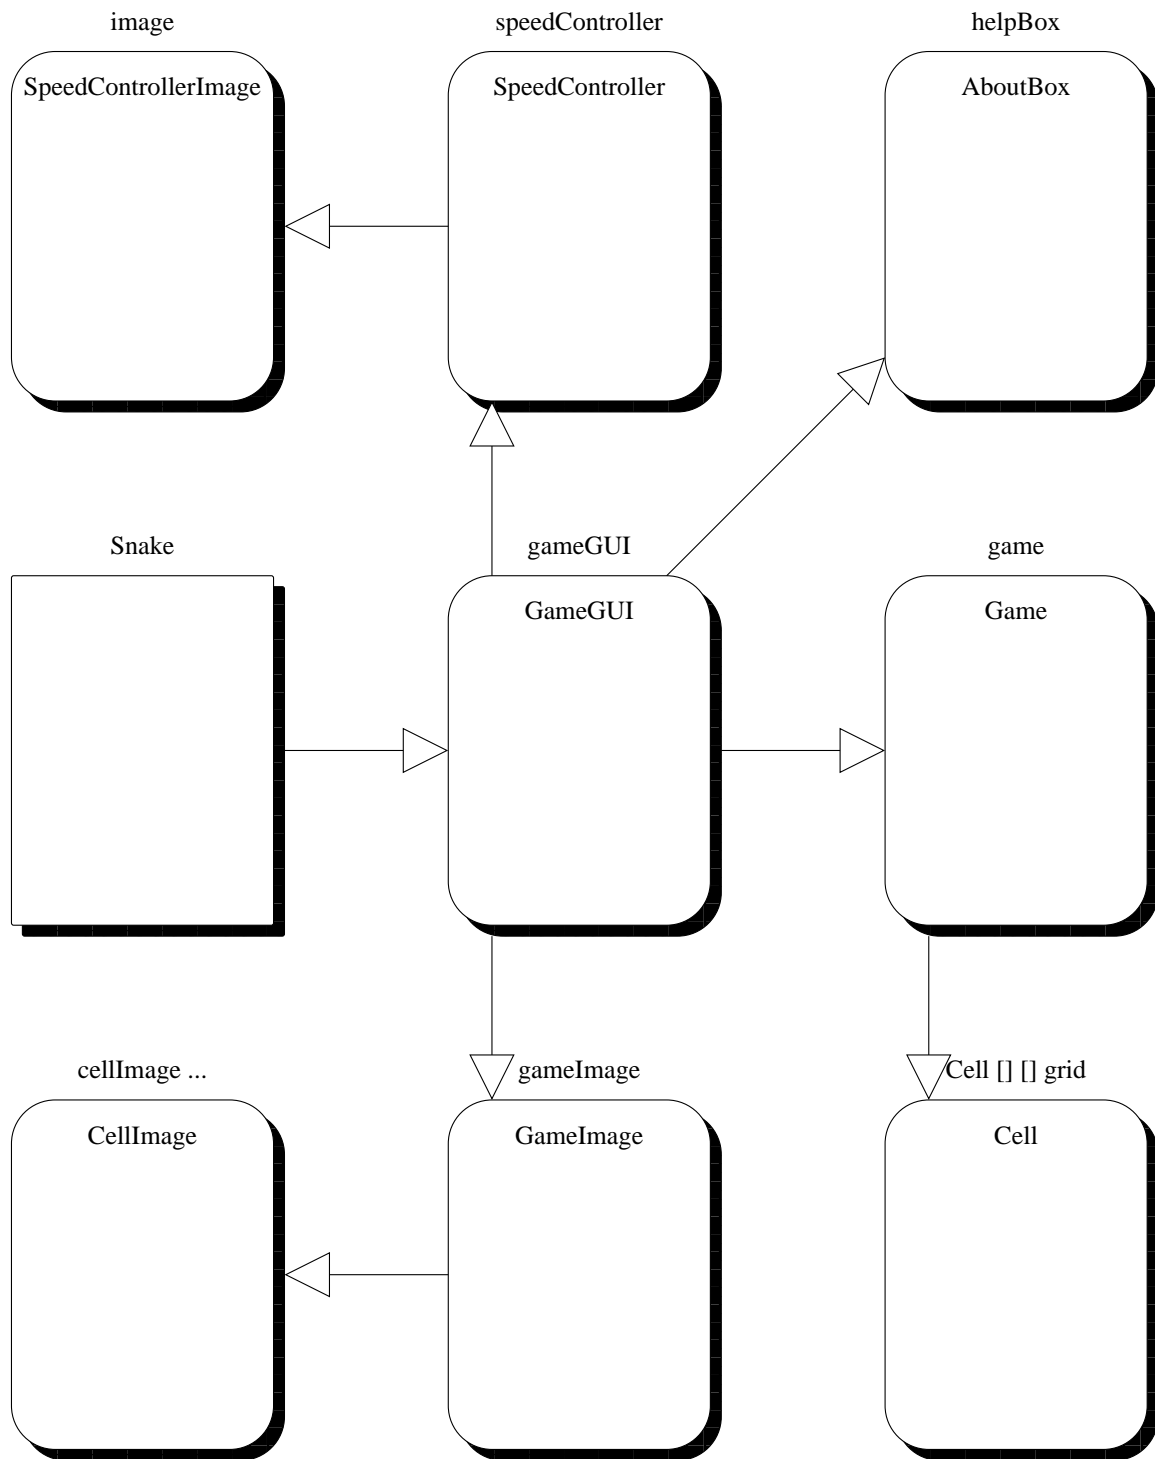 image
SpeedControllerImage
speedController
SpeedController
helpBox
AboutBox
Snake
gameGUI
GameGUI
game
Game
cellImage ...
CellImage
gameImage
GameImage
Cell [] [] grid
Cell